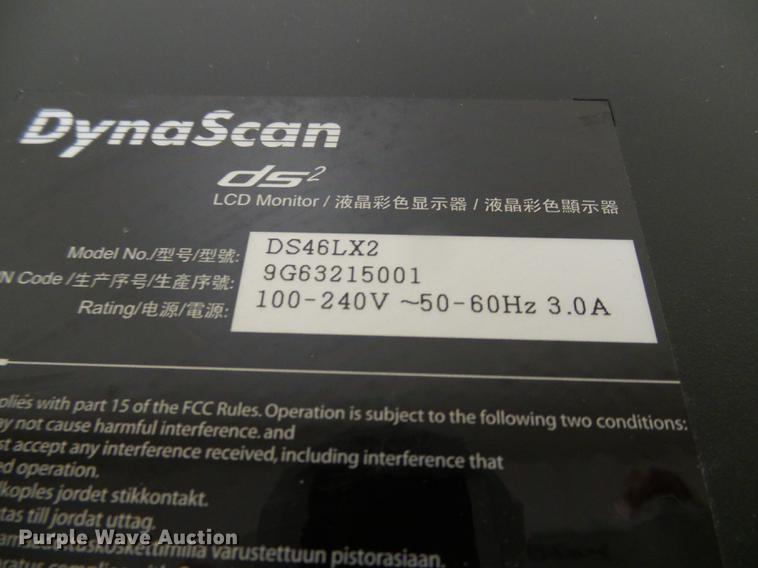 DynaScan
ds²
LCD Monitor / 液晶彩色显示器 / 液晶彩色顯示器
Model No./型号/型號: DS46LX2
N Code /生产序号/生產序號: 9G63215001
Rating/电源/電源: 100-240V ~50-60Hz 3.0A
plies with part 15 of the FCC Rules. Operation is subject to the following two conditions:
ay not cause harmful interference. and
st accept any interference received, including interference that
ed operation.
lkoples jordet stikkontakt.
tas till jordat uttag.
varustettuun pistorasiaan.
Purple Wave Auction